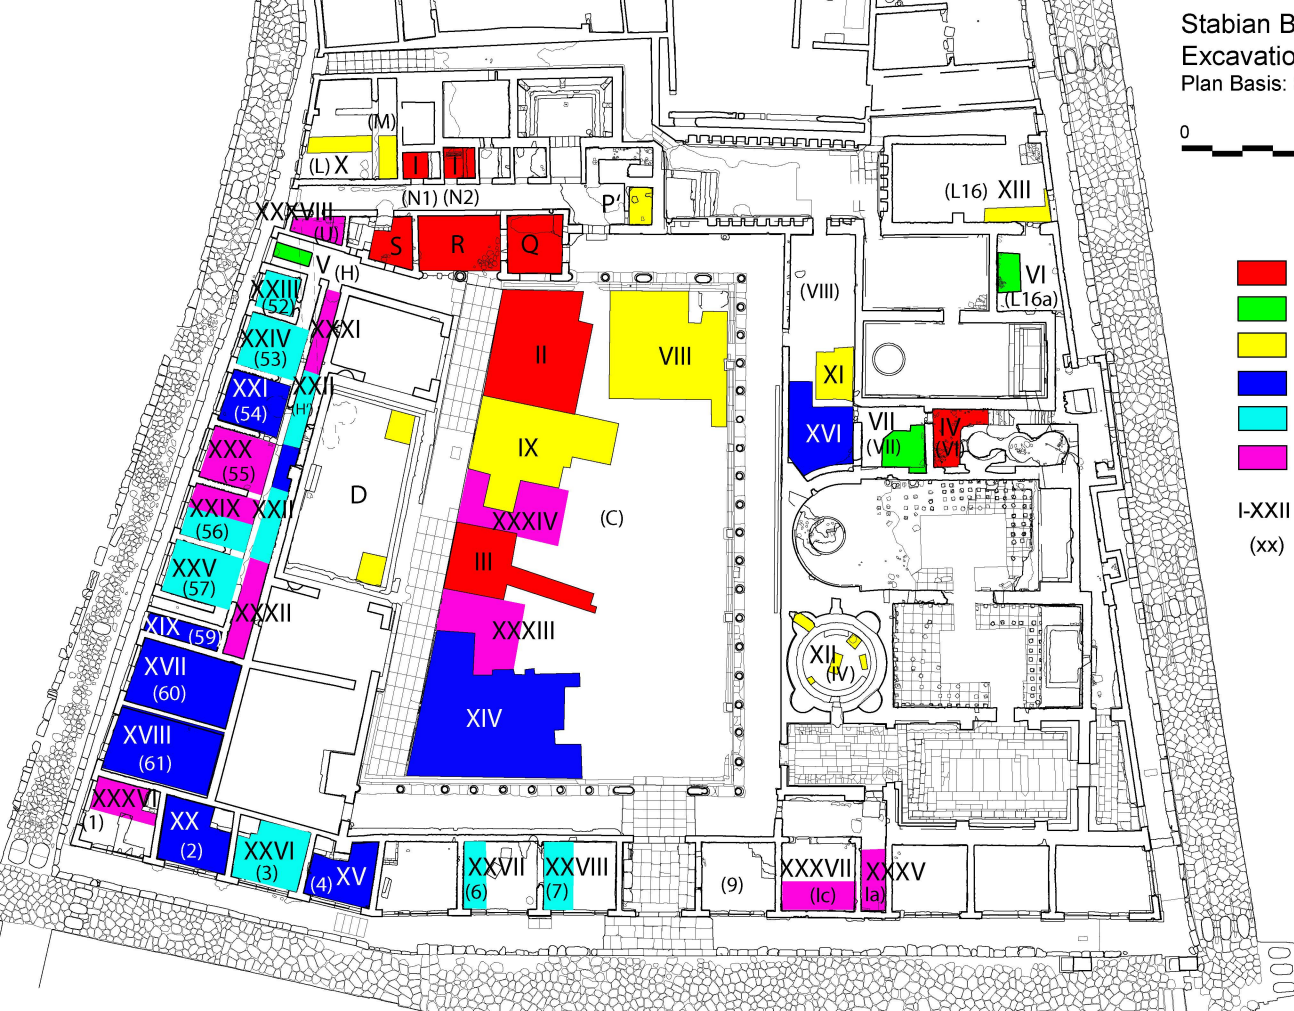 Stabian B
Excavatio
Plan Basis:
0
(M)
(L) X
I
T
(N1) (N2)
P'
(L16) XIII
XXXVIII
(U)
S
R
Q
V
(H)
VI
(L16a)
(VIII)
XXIII
(52)
XXXI
XXIV
(53)
II
VIII
XI
XXI
(54)
XXII
(H')
VII
(VII)
IV
(VI)
XVI
XXX
(55)
IX
D
XXIX
(56)
XXII
XXXIV
(C)
I-XXII
(xx)
XXV
(57)
III
XXXII
XIX (59)
XXXIII
XVII
(60)
XII
(IV)
XVIII
(61)
XIV
XXXVI
(1)
XX
(2)
XXVI
(3)
(4) XV
XXVII
(6)
XXVIII
(7)
(9)
XXXVII
(Ic)
XXXV
Ia)